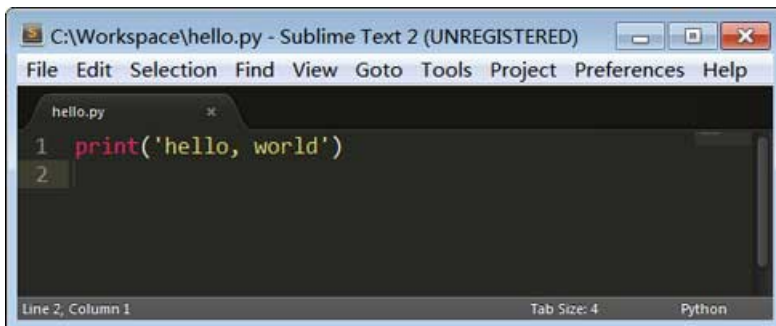 C:\Workspace\hello.py - Sublime Text 2 (UNREGISTERED)
File Edit Selection Find View Goto Tools Project Preferences Help
hello.py
1 print('hello, world')
2
Line 2, Column 1 Tab Size: 4 Python